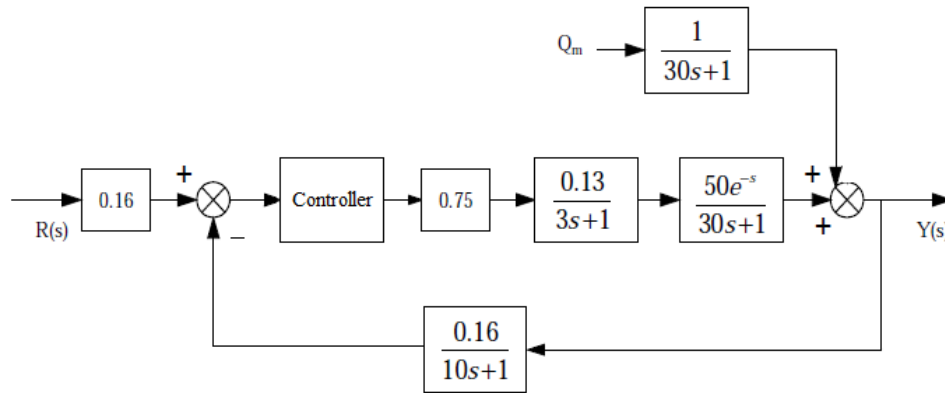 1
Qm
30s+1
+
0.16
Controller
0.75
0.13
3s+1
50e^{-s}
30s+1
+
+
R(s)
−
Y(s)
0.16
10s+1